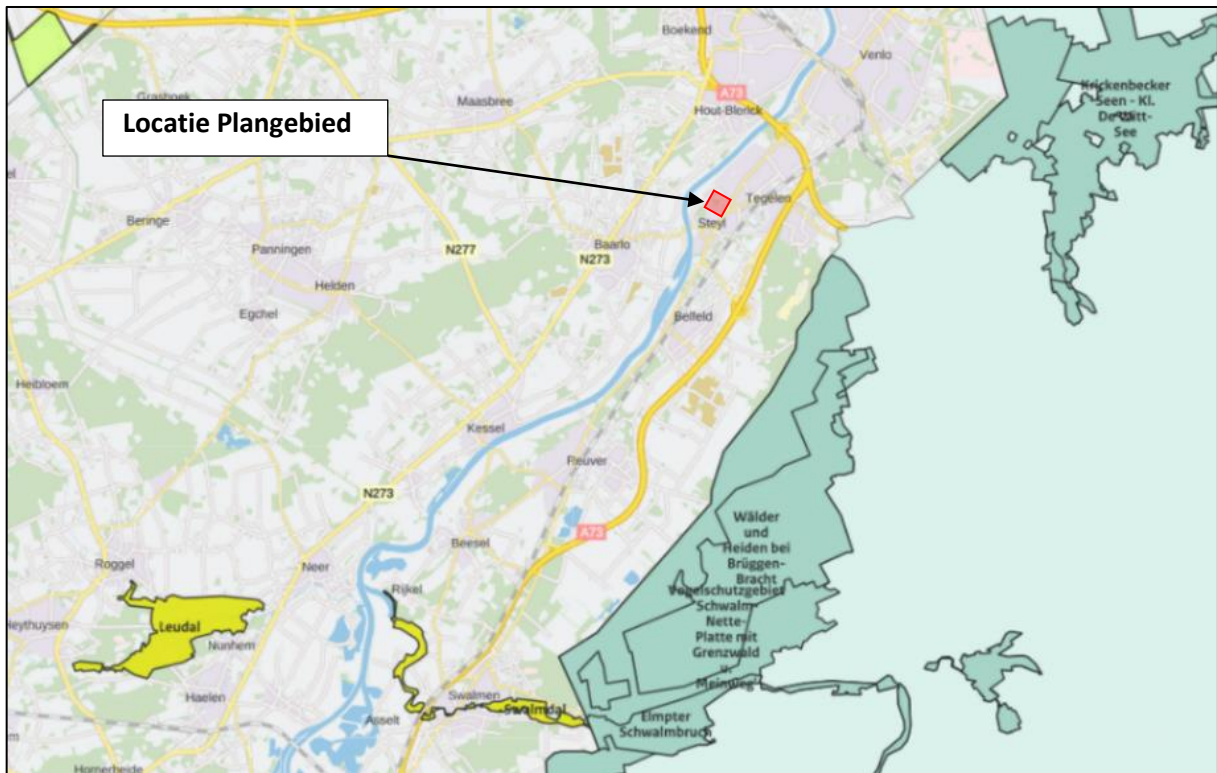 Boekend
Venlo
Krickenbecker
Seen - Kl.
De Witt-
See
Grashoek
Maasbree
A73
Hout-Blerick
Locatie Plangebied
Tegelen
Steyl
Beringe
Baarlo
N273
Panningen
N277
Helden
Egchel
Belfeld
Heibloem
Kessel
Reuver
N273
Wälder
und
Heiden bei
Brüggen-
Bracht
A73
Beesel
Roggel
Neer
Rijkel
Vogelschutzgebiet
Schwalm-
Nette-
Platte mit
Grenzwald
u.
Meinweg
Leudal
Heythuysen
Nunhem
Haelen
Swalmen
Swalmdal
Asselt
Elmpter
Schwalmbruch
Hornerheide